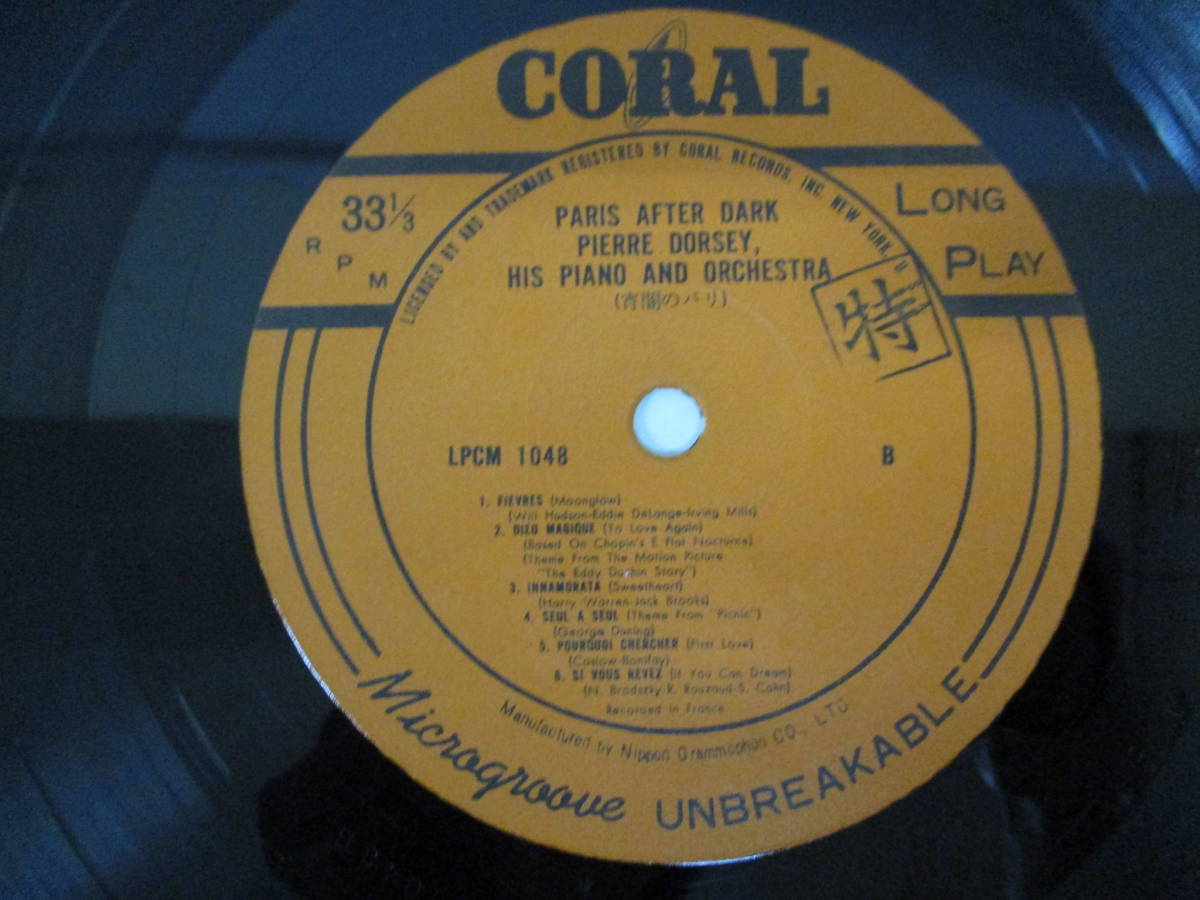 CORAL
33⅓
RPM
LONG
PLAY
LICENSED BY AND TRADEMARK REGISTERED BY CORAL RECORDS, INC. NEW YORK, U
PARIS AFTER DARK
PIERRE DORSEY,
HIS PIANO AND ORCHESTRA
(宵闇のパリ)
特
LPCM 1048
B
1. FIEVRES (Moonglow)
(Will Hudson-Eddie DeLange-Irving Mills)
2. DIEU MAGIQUE (To Love Again)
(Based On Chopin's E Flat Nocturne)
(Theme From The Motion Picture
"The Eddy Duchin Story")
3. INNAMORATA (Sweetheart)
(Harry Warren-Jack Brooks)
4. SEUL A SEUL (Theme From "Picnic")
(George Duning)
5. POURQUOI CHERCHER (First Love)
(Coslow-Bonifay)
6. SI VOUS REVEZ (If You Can Dream)
(N. Brodszky-R. Rouzaud-S. Cahn)
Recorded In France
Manufactured by Nippon Grammophon CO., LTD
Microgroove UNBREAKABLE